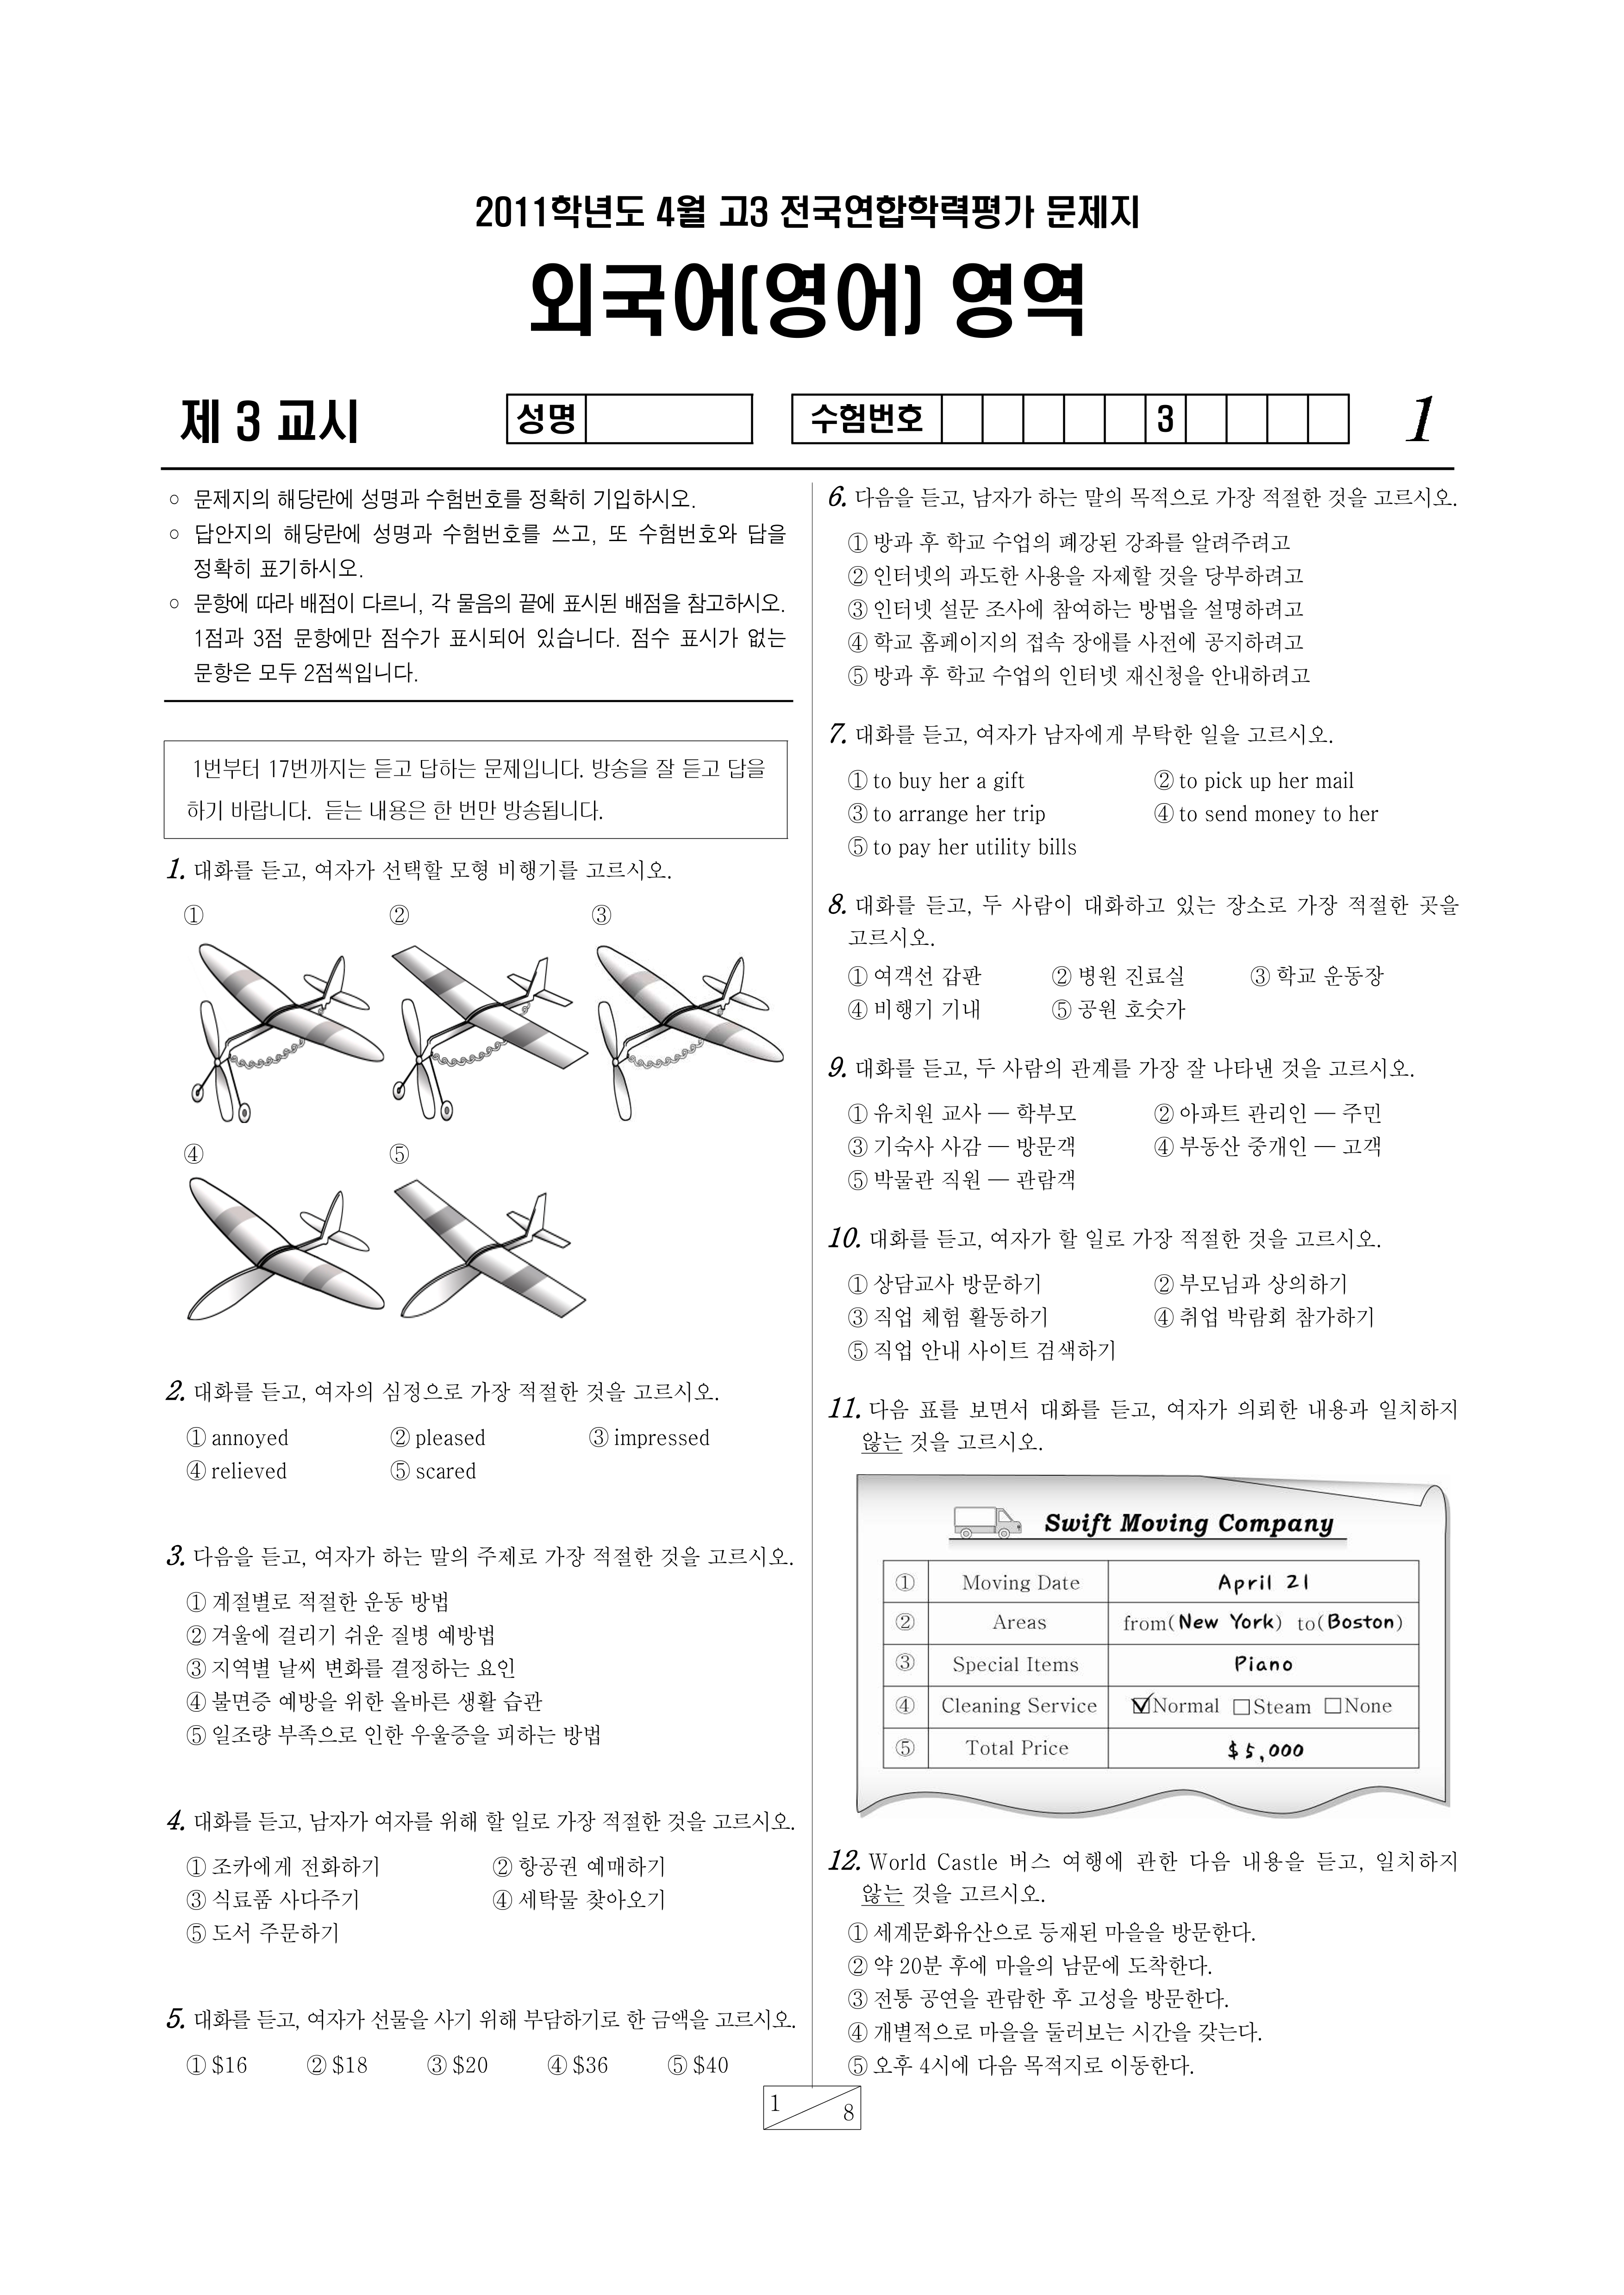 2011학년도 4월 고3 전국연합학력평가 문제지
외국어(영어) 영역
제 3 교시
성명
수험번호
3
1
○ 문제지의 해당란에 성명과 수험번호를 정확히 기입하시오.
○ 답안지의 해당란에 성명과 수험번호를 쓰고, 또 수험번호와 답을
정확히 표기하시오.
○ 문항에 따라 배점이 다르니, 각 물음의 끝에 표시된 배점을 참고하시오.
1점과 3점 문항에만 점수가 표시되어 있습니다. 점수 표시가 없는
문항은 모두 2점씩입니다.
1번부터 17번까지는 듣고 답하는 문제입니다. 방송을 잘 듣고 답을
하기 바랍니다. 듣는 내용은 한 번만 방송됩니다.
1. 대화를 듣고, 여자가 선택할 모형 비행기를 고르시오.
① ② ③
④ ⑤
2. 대화를 듣고, 여자의 심정으로 가장 적절한 것을 고르시오.
① annoyed ② pleased ③ impressed
④ relieved ⑤ scared
3. 다음을 듣고, 여자가 하는 말의 주제로 가장 적절한 것을 고르시오.
① 계절별로 적절한 운동 방법
② 겨울에 걸리기 쉬운 질병 예방법
③ 지역별 날씨 변화를 결정하는 요인
④ 불면증 예방을 위한 올바른 생활 습관
⑤ 일조량 부족으로 인한 우울증을 피하는 방법
4. 대화를 듣고, 남자가 여자를 위해 할 일로 가장 적절한 것을 고르시오.
① 조카에게 전화하기 ② 항공권 예매하기
③ 식료품 사다주기 ④ 세탁물 찾아오기
⑤ 도서 주문하기
5. 대화를 듣고, 여자가 선물을 사기 위해 부담하기로 한 금액을 고르시오.
① $16 ② $18 ③ $20 ④ $36 ⑤ $40
6. 다음을 듣고, 남자가 하는 말의 목적으로 가장 적절한 것을 고르시오.
① 방과 후 학교 수업의 폐강된 강좌를 알려주려고
② 인터넷의 과도한 사용을 자제할 것을 당부하려고
③ 인터넷 설문 조사에 참여하는 방법을 설명하려고
④ 학교 홈페이지의 접속 장애를 사전에 공지하려고
⑤ 방과 후 학교 수업의 인터넷 재신청을 안내하려고
7. 대화를 듣고, 여자가 남자에게 부탁한 일을 고르시오.
① to buy her a gift ② to pick up her mail
③ to arrange her trip ④ to send money to her
⑤ to pay her utility bills
8. 대화를 듣고, 두 사람이 대화하고 있는 장소로 가장 적절한 곳을
고르시오.
① 여객선 갑판 ② 병원 진료실 ③ 학교 운동장
④ 비행기 기내 ⑤ 공원 호숫가
9. 대화를 듣고, 두 사람의 관계를 가장 잘 나타낸 것을 고르시오.
① 유치원 교사 — 학부모 ② 아파트 관리인 — 주민
③ 기숙사 사감 — 방문객 ④ 부동산 중개인 — 고객
⑤ 박물관 직원 — 관람객
10. 대화를 듣고, 여자가 할 일로 가장 적절한 것을 고르시오.
① 상담교사 방문하기 ② 부모님과 상의하기
③ 직업 체험 활동하기 ④ 취업 박람회 참가하기
⑤ 직업 안내 사이트 검색하기
11. 다음 표를 보면서 대화를 듣고, 여자가 의뢰한 내용과 일치하지
않는 것을 고르시오.
Swift Moving Company
① Moving Date April 21
② Areas from(New York) to(Boston)
③ Special Items Piano
④ Cleaning Service ☑Normal □Steam □None
⑤ Total Price $5,000
12. World Castle 버스 여행에 관한 다음 내용을 듣고, 일치하지
않는 것을 고르시오.
① 세계문화유산으로 등재된 마을을 방문한다.
② 약 20분 후에 마을의 남문에 도착한다.
③ 전통 공연을 관람한 후 고성을 방문한다.
④ 개별적으로 마을을 둘러보는 시간을 갖는다.
⑤ 오후 4시에 다음 목적지로 이동한다.
1
8